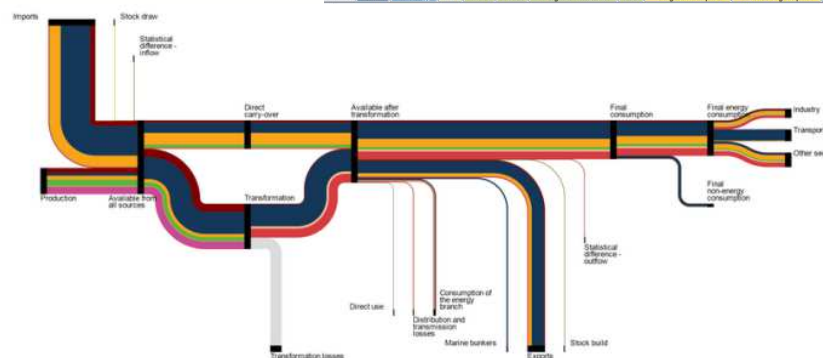 Imports
Stock draw
Statistical
difference -
inflow
Direct
carry-over
Available after
transformation
Final
consumption
Final energy
consumption
Industry
Transpor
Other se
Production
Available from
all sources
Transformation
Final
non-energy
consumption
Statistical
difference -
outflow
Direct use
Consumption of
the energy
branch
Distribution and
transmission
losses
Marine bunkers
Stock build
Transformation losses
Exports